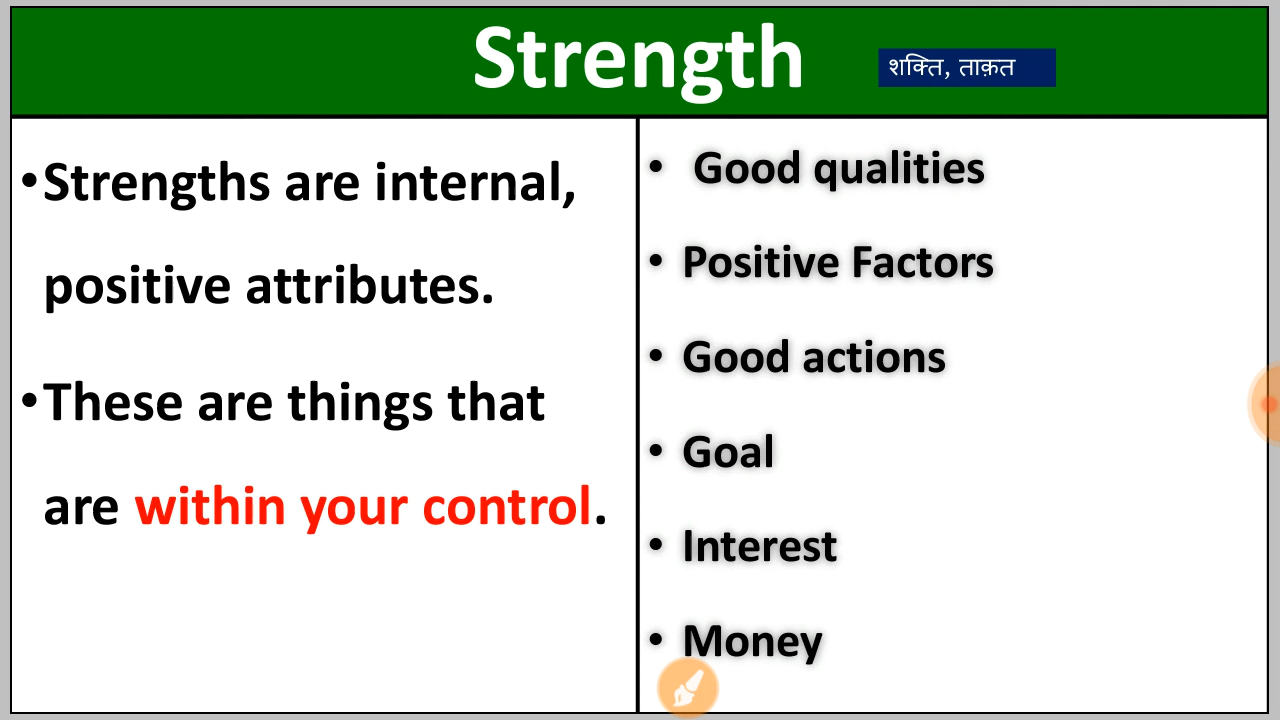 Strength
शक्ति, ताक़त
•Strengths are internal,
positive attributes.
•These are things that
are within your control.
• Good qualities
• Positive Factors
• Good actions
• Goal
• Interest
• Money